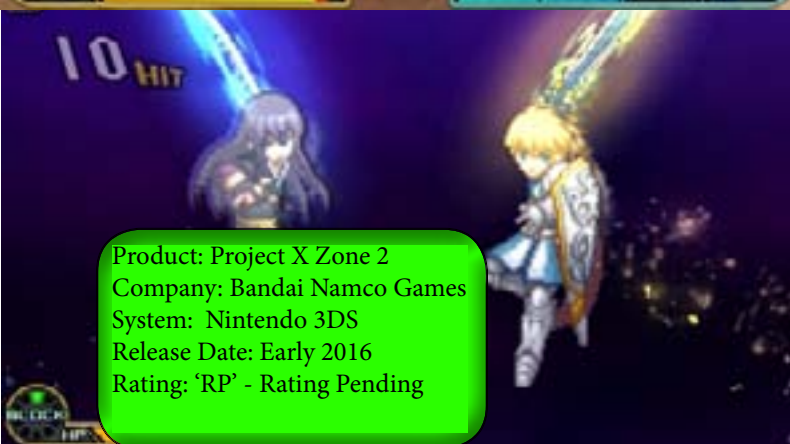 10 HIT
Product: Project X Zone 2
Company: Bandai Namco Games
System:  Nintendo 3DS
Release Date: Early 2016
Rating: ‘RP’ - Rating Pending
BLOCK
HP